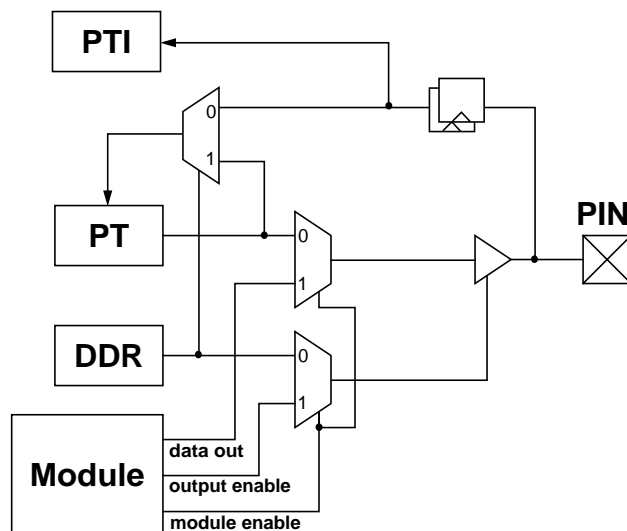 PTI
0
1
PT
PIN
0
1
DDR
0
1
Module
data out
output enable
module enable